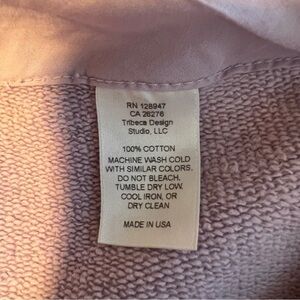 RN 128947
CA 26276
Tribeca Design
Studio, LLC
100% COTTON
MACHINE WASH COLD
WITH SIMILAR COLORS.
DO NOT BLEACH.
TUMBLE DRY LOW.
COOL IRON, OR
DRY CLEAN
MADE IN USA